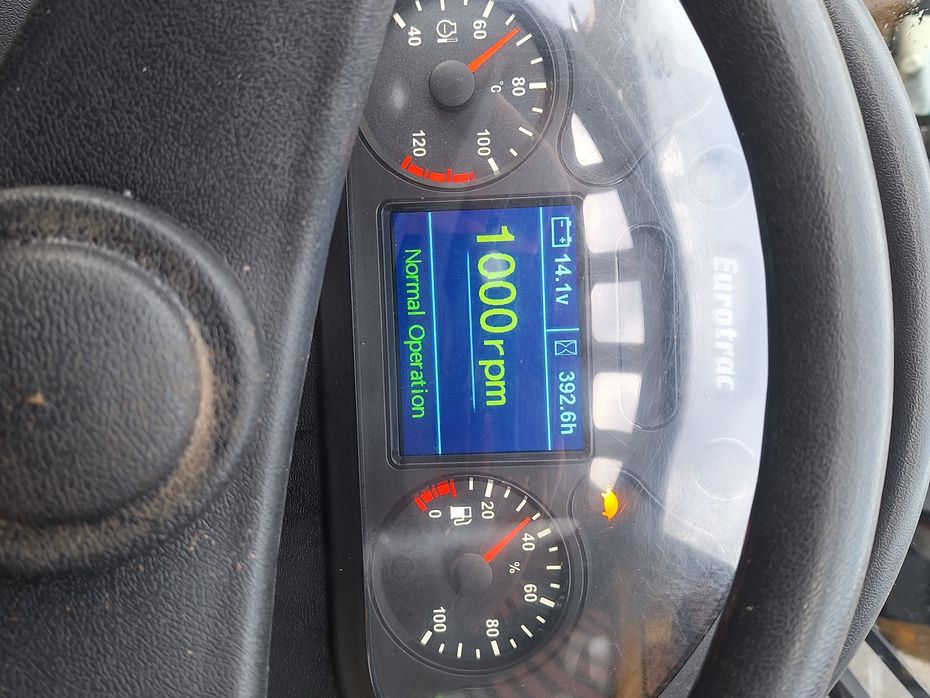 Eurotrac
14.1v
392.6h
1000rpm
Normal Operation
40
60
80
100
120
°C
0
20
40
60
80
100
%